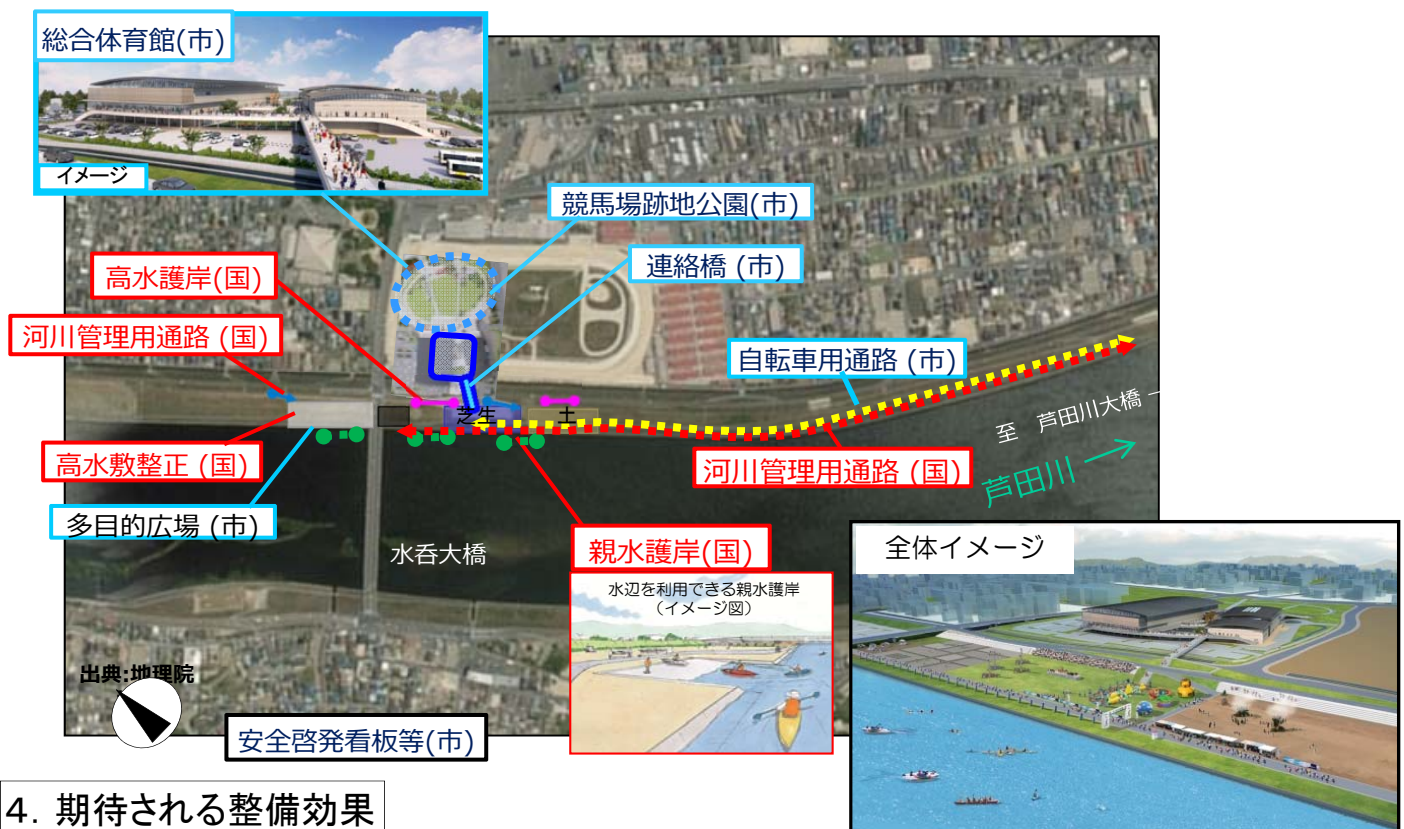 総合体育館(市)
イメージ
競馬場跡地公園(市)
連絡橋 (市)
高水護岸(国)
河川管理用通路 (国)
自転車用通路 (市)
芝生
土
至 芦田川大橋
高水敷整正 (国)
河川管理用通路 (国)
芦田川
多目的広場 (市)
水呑大橋
親水護岸(国)
水辺を利用できる親水護岸
(イメージ図)
全体イメージ
出典:地理院
安全啓発看板等(市)
4. 期待される整備効果